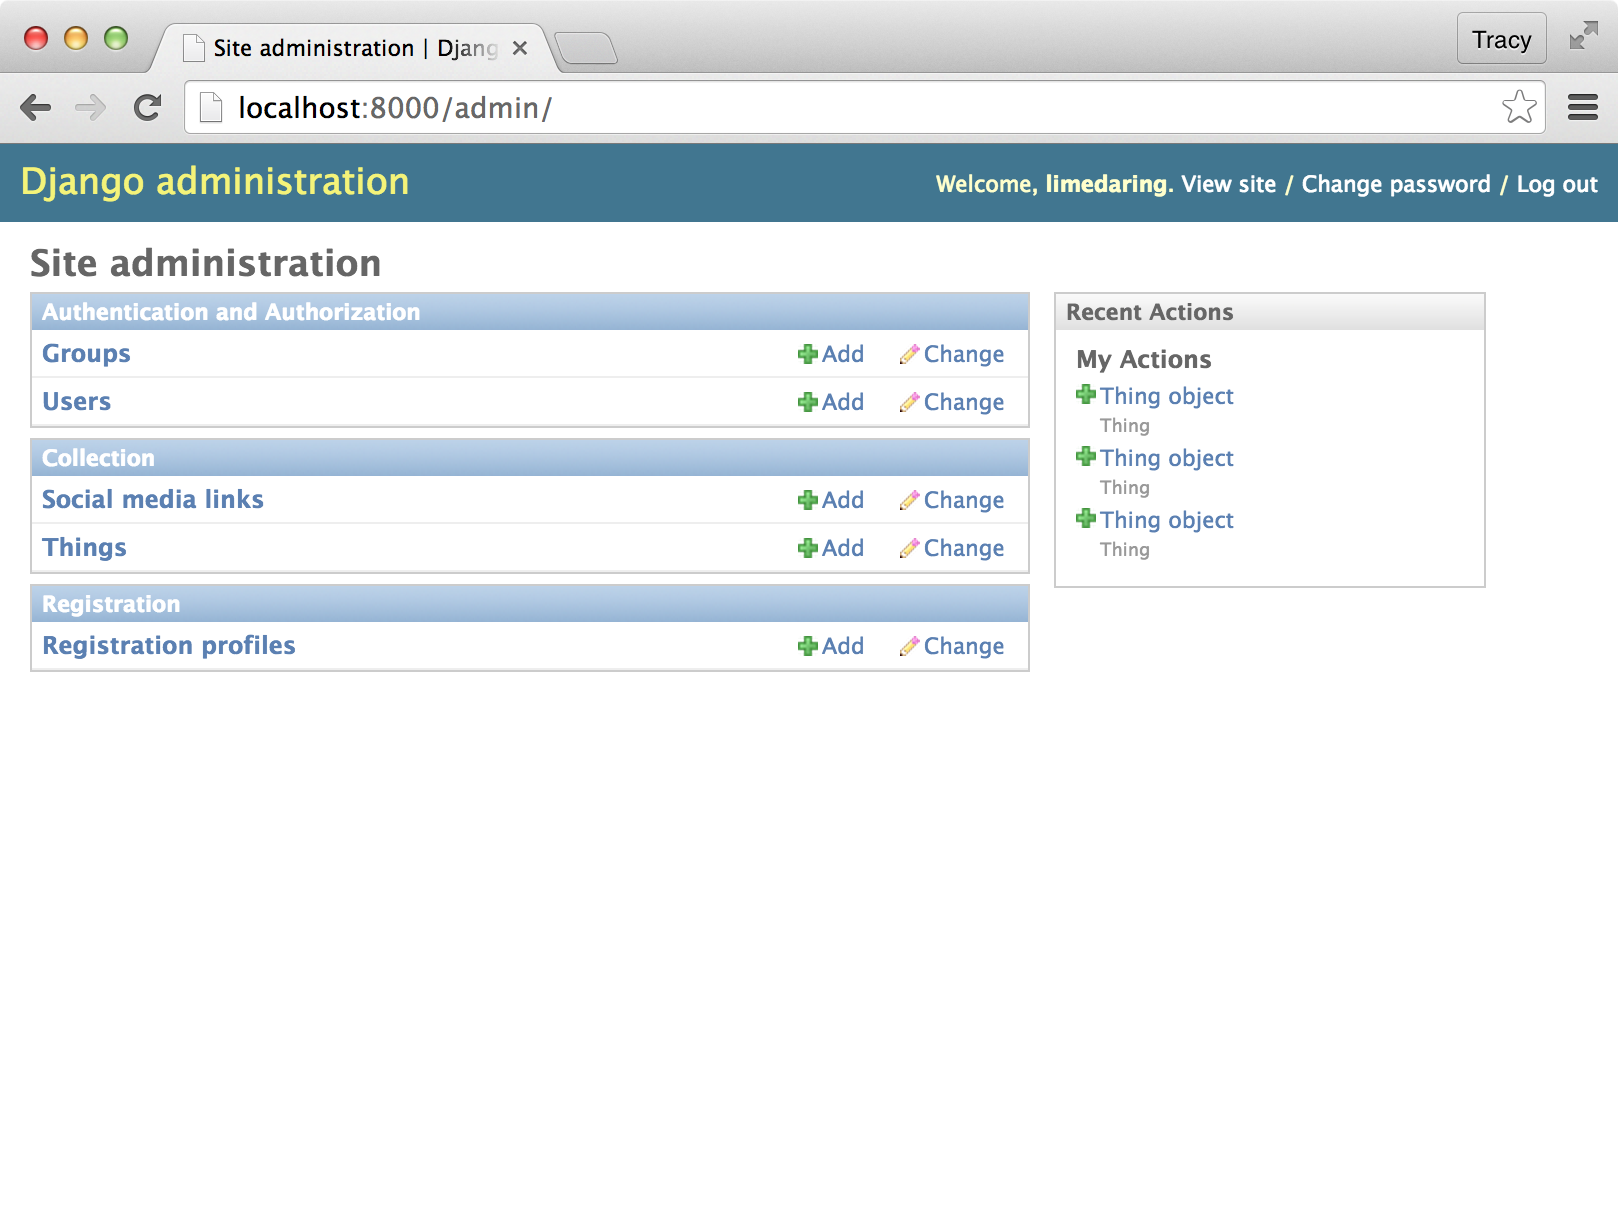 Site administration | Djang
Tracy
localhost:8000/admin/
Django administration
Welcome, limedaring. View site / Change password / Log out
Site administration
Authentication and Authorization
Groups Add Change
Users Add Change
Collection
Social media links Add Change
Things Add Change
Registration
Registration profiles Add Change
Recent Actions
My Actions
Thing object
Thing
Thing object
Thing
Thing object
Thing